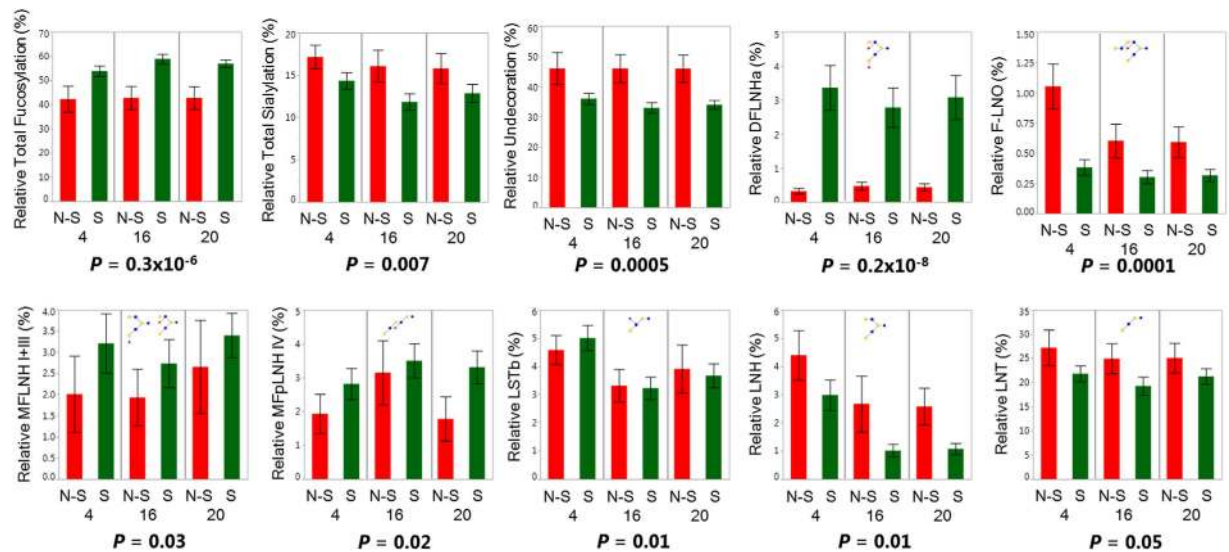 Relative Total Fucosylation (%)
70
60
50
40
30
20
10
0
N-S S N-S S N-S S
4 16 20
P = 0.3x10-6
Relative Total Sialylation (%)
20
15
10
5
0
N-S S N-S S N-S S
4 16 20
P = 0.007
Relative Undecoration (%)
60
50
40
30
20
10
0
N-S S N-S S N-S S
4 16 20
P = 0.0005
Relative DFLNHa (%)
5
4
3
2
1
0
N-S S N-S S N-S S
4 16 20
P = 0.2x10-8
Relative F-LNO (%)
1.50
1.25
1.00
0.75
0.50
0.25
0.00
N-S S N-S S N-S S
4 16 20
P = 0.0001
Relative MFLNH I+III (%)
4.0
3.5
3.0
2.5
2.0
1.5
1.0
0.5
0.0
N-S S N-S S N-S S
4 16 20
P = 0.03
Relative MFpLNH IV (%)
5
4
3
2
1
0
N-S S N-S S N-S S
4 16 20
P = 0.02
Relative LSTb (%)
6
5
4
3
2
1
0
N-S S N-S S N-S S
4 16 20
P = 0.01
Relative LNH (%)
6
5
4
3
2
1
0
N-S S N-S S N-S S
4 16 20
P = 0.01
Relative LNT (%)
35
30
25
20
15
10
5
0
N-S S N-S S N-S S
4 16 20
P = 0.05